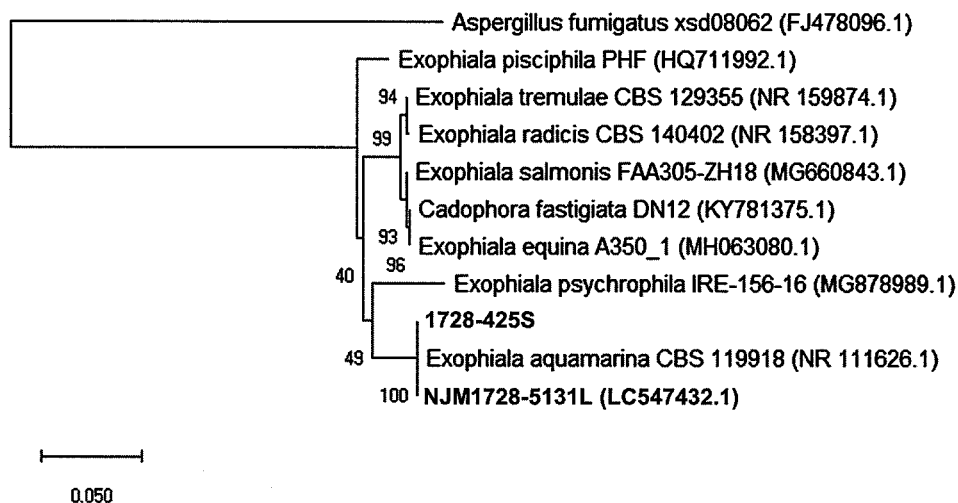 Aspergillus fumigatus xsd08062 (FJ478096.1)
Exophiala pisciphila PHF (HQ711992.1)
94
Exophiala tremulae CBS 129355 (NR 159874.1)
99
Exophiala radicis CBS 140402 (NR 158397.1)
Exophiala salmonis FAA305-ZH18 (MG660843.1)
Cadophora fastigiata DN12 (KY781375.1)
93
Exophiala equina A350_1 (MH063080.1)
96
40
Exophiala psychrophila IRE-156-16 (MG878989.1)
1728-425S
49
Exophiala aquamarina CBS 119918 (NR 111626.1)
100
NJM1728-5131L (LC547432.1)
0.050